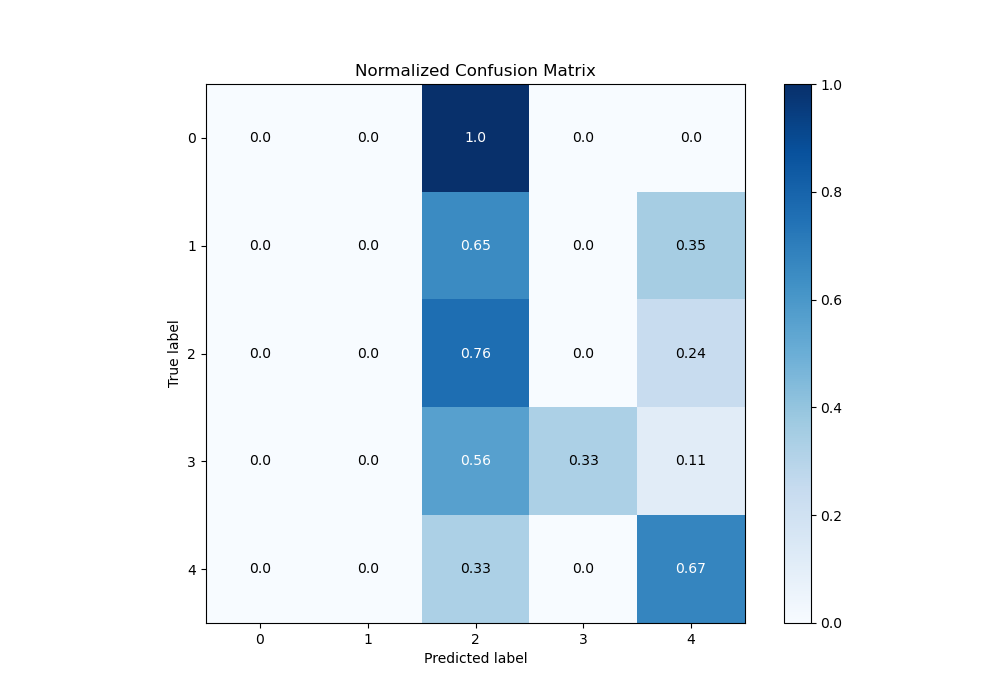 Normalized Confusion Matrix
0 0.0 0.0 1.0 0.0 0.0
1 0.0 0.0 0.65 0.0 0.35
2 0.0 0.0 0.76 0.0 0.24
3 0.0 0.0 0.56 0.33 0.11
4 0.0 0.0 0.33 0.0 0.67
0 1 2 3 4
Predicted label
True label
1.0
0.8
0.6
0.4
0.2
0.0